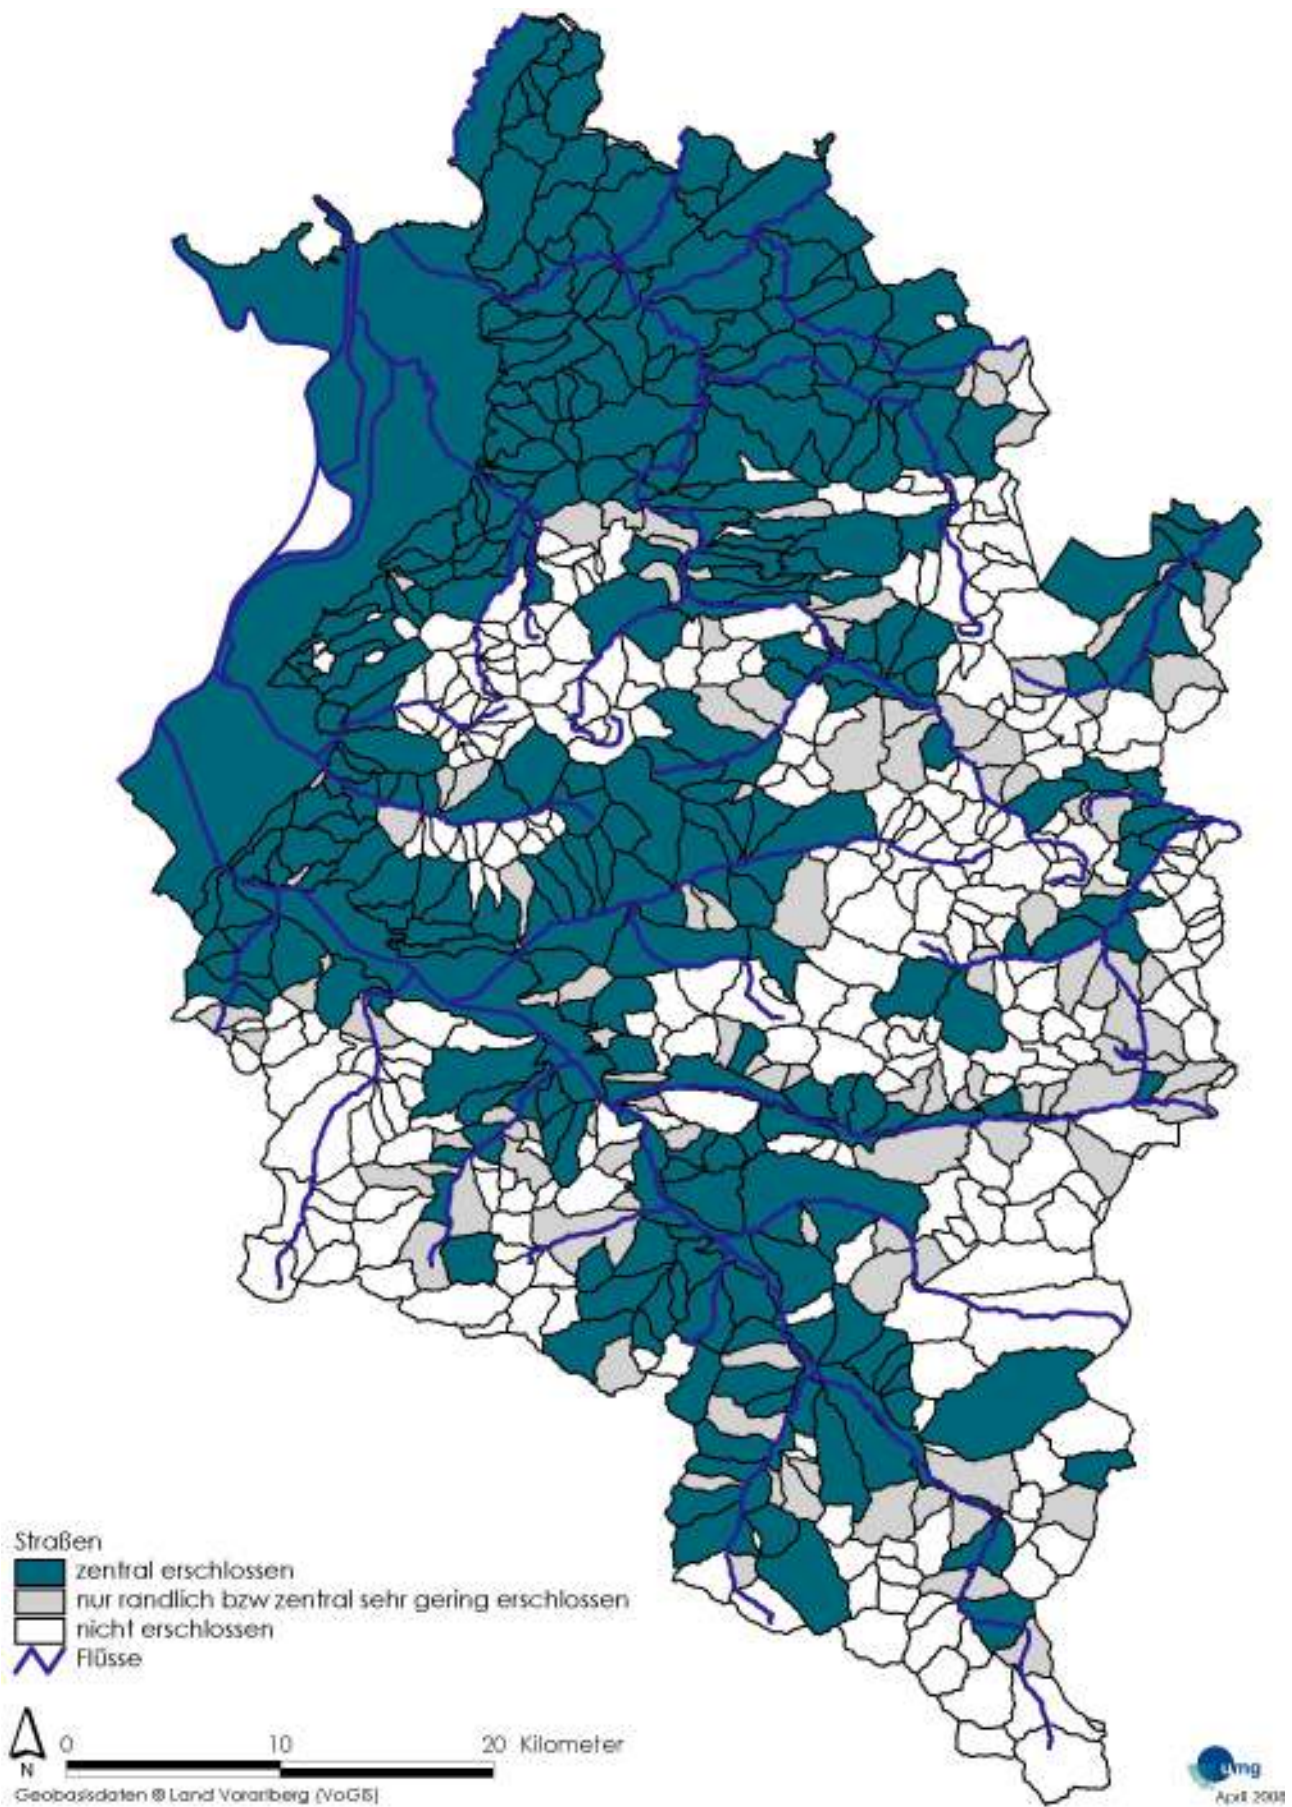 Straßen
zentral erschlossen
nur randlich bzw zentral sehr gering erschlossen
nicht erschlossen
Flüsse
0 10 20 Kilometer
N
Geobasisdaten © Land Vorarlberg (VoGIS)
umg
April 2008